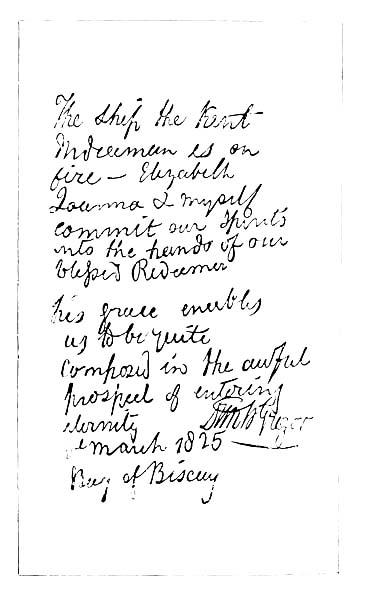 The ship the Kent
Indiaman is on
fire — Elizabeth
Joanna & myself
commit our spirits
into the hands of our
blessed Redeemer
his grace enables
us to be quite
composed in the awful
prospect of entering
eternity DMcGregor
March 1825
Bay of Biscay